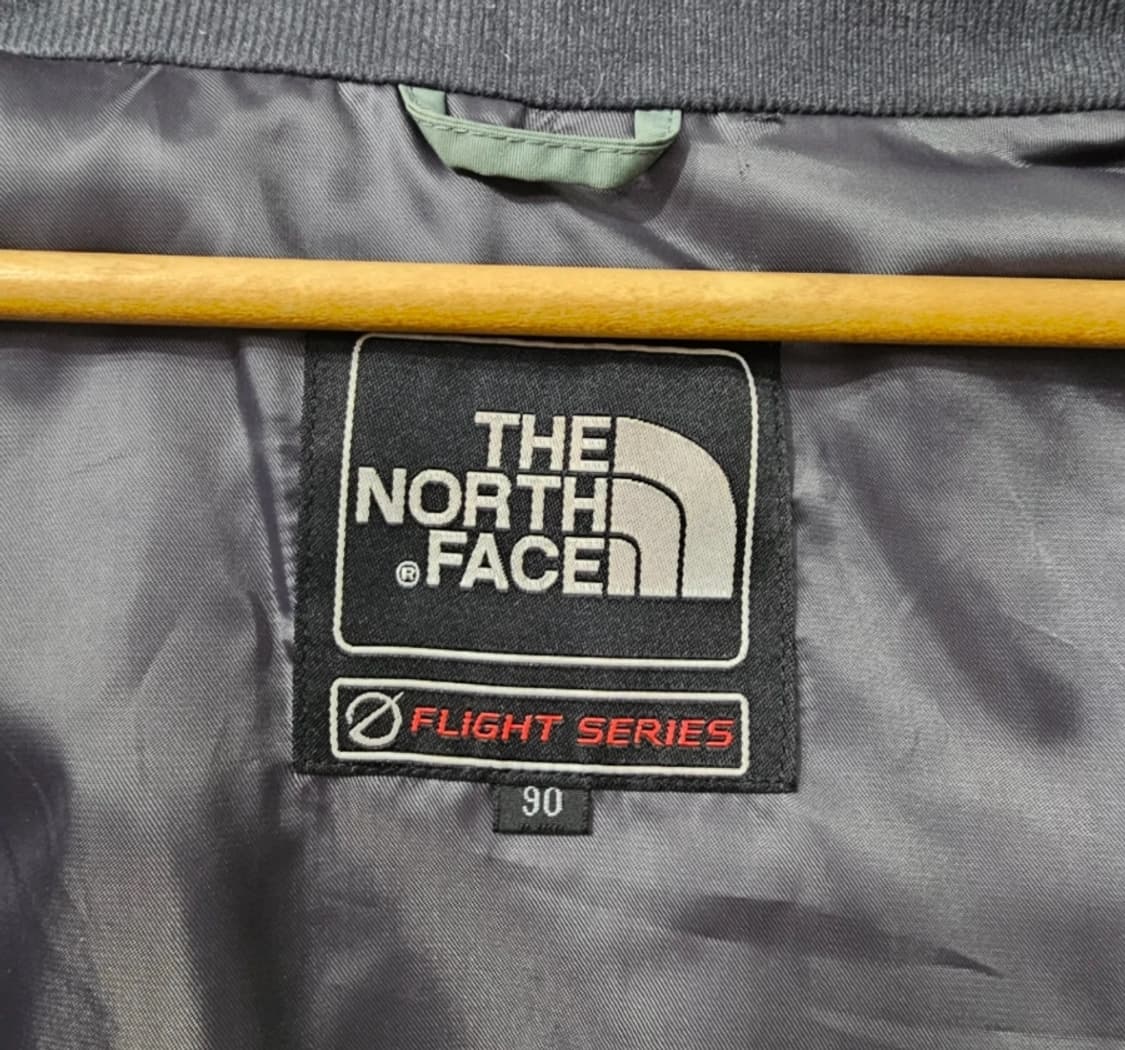 THE
NORTH
®FACE
FLIGHT SERIES
90